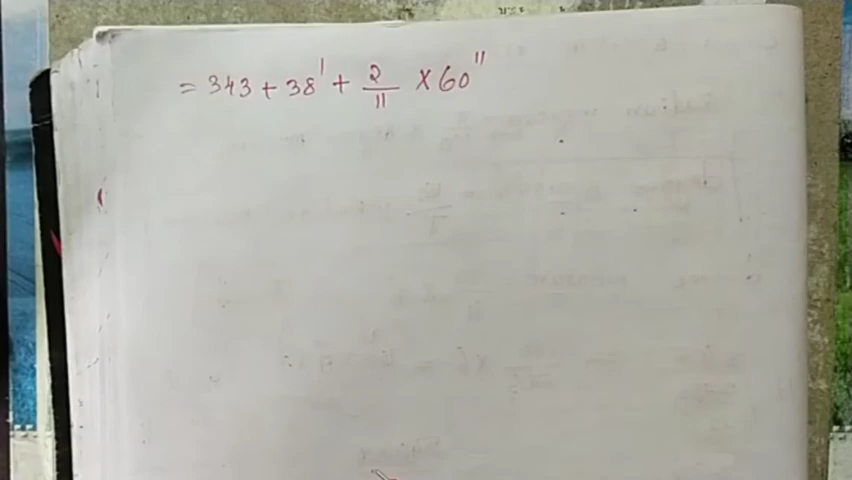 = 343 + 38' + 2/11 × 60"